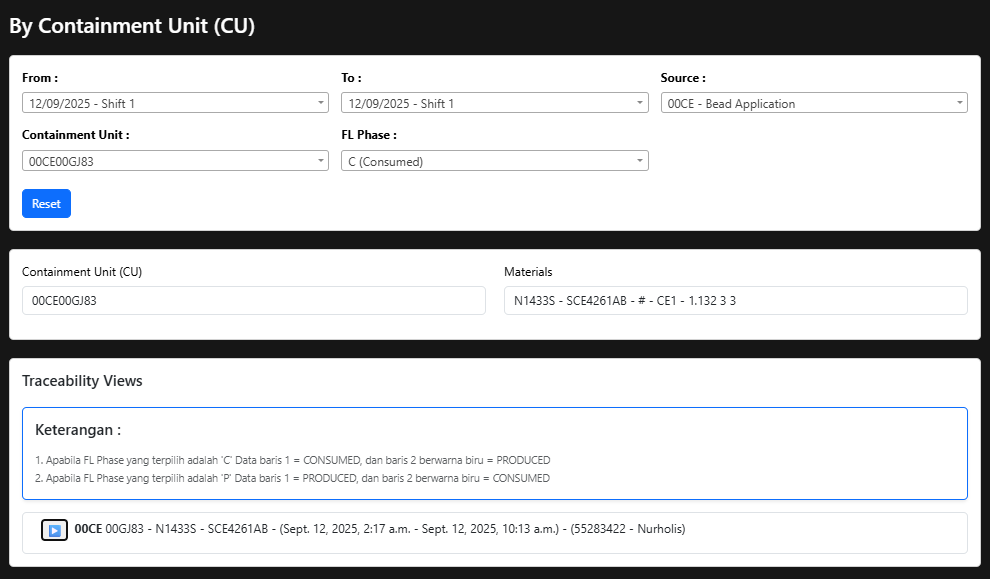 By Containment Unit (CU)
From :
To :
Source :
12/09/2025 - Shift 1
12/09/2025 - Shift 1
00CE - Bead Application
Containment Unit :
FL Phase :
00CE00GJ83
C (Consumed)
Reset
Containment Unit (CU)
Materials
00CE00GJ83
N1433S - SCE4261AB - # - CE1 - 1.132 3 3
Traceability Views
Keterangan :
1. Apabila FL Phase yang terpilih adalah 'C' Data baris 1 = CONSUMED, dan baris 2 berwarna biru = PRODUCED
2. Apabila FL Phase yang terpilih adalah 'P' Data baris 1 = PRODUCED, dan baris 2 berwarna biru = CONSUMED
00CE 00GJ83 - N1433S - SCE4261AB - (Sept. 12, 2025, 2:17 a.m. - Sept. 12, 2025, 10:13 a.m.) - (55283422 - Nurholis)